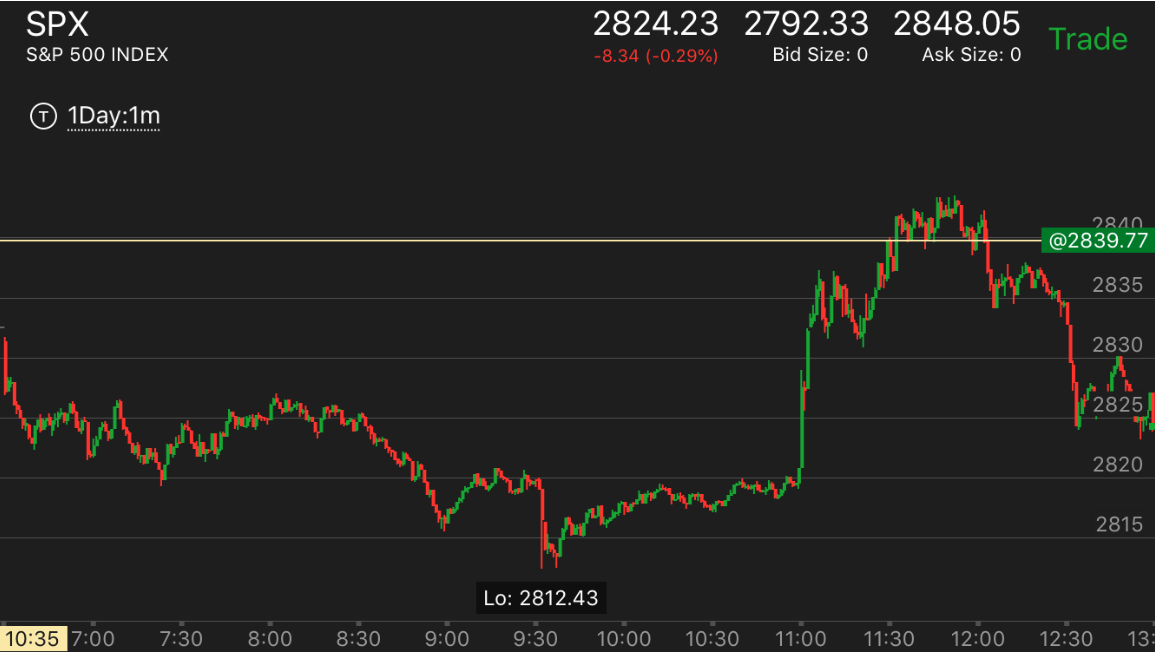 SPX 2824.23 2792.33 2848.05 Trade
S&P 500 INDEX -8.34 (-0.29%) Bid Size: 0 Ask Size: 0
T 1Day:1m
2840
@2839.77
2835
2830
2825
2820
2815
Lo: 2812.43
10:35 7:00 7:30 8:00 8:30 9:00 9:30 10:00 10:30 11:00 11:30 12:00 12:30 13: